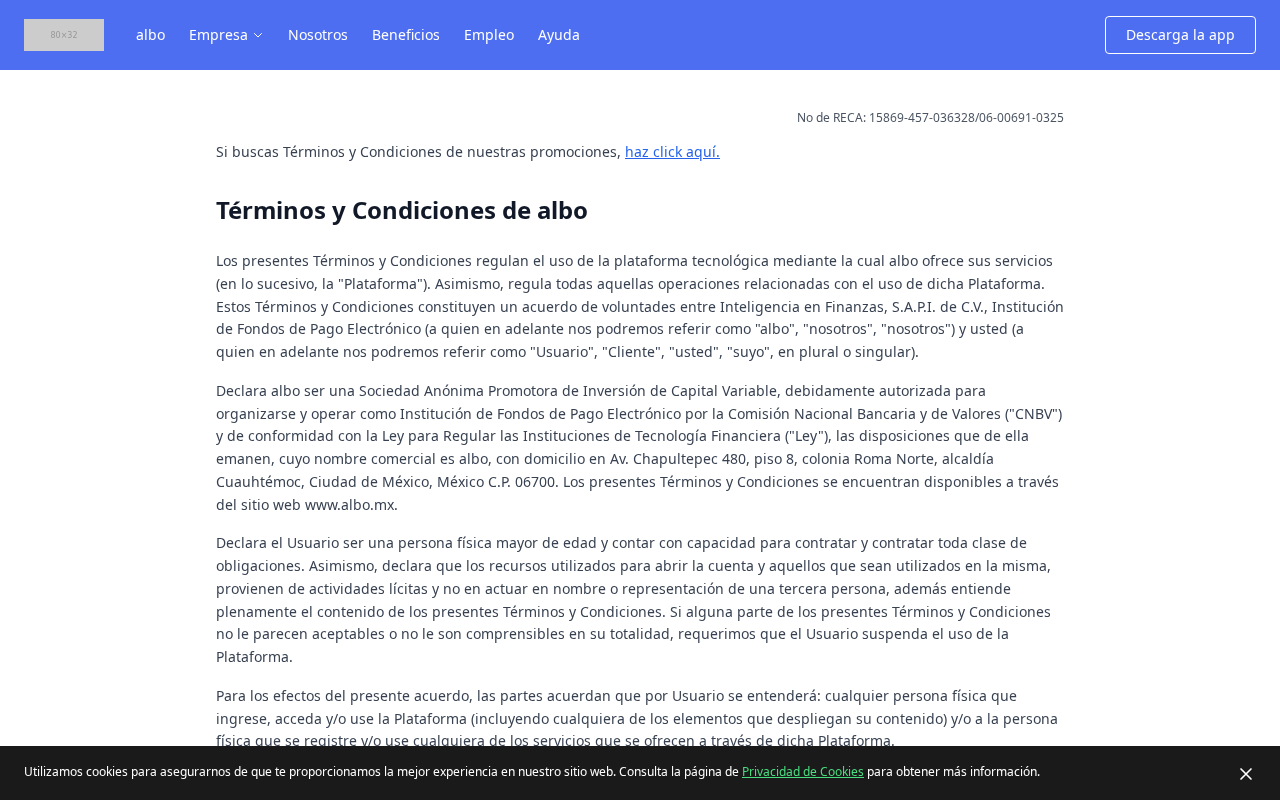 80×32
albo
Empresa
Nosotros
Beneficios
Empleo
Ayuda
Descarga la app
No de RECA: 15869-457-036328/06-00691-0325
Si buscas Términos y Condiciones de nuestras promociones, haz click aquí.
Términos y Condiciones de albo
Los presentes Términos y Condiciones regulan el uso de la plataforma tecnológica mediante la cual albo ofrece sus servicios
(en lo sucesivo, la "Plataforma"). Asimismo, regula todas aquellas operaciones relacionadas con el uso de dicha Plataforma.
Estos Términos y Condiciones constituyen un acuerdo de voluntades entre Inteligencia en Finanzas, S.A.P.I. de C.V., Institución
de Fondos de Pago Electrónico (a quien en adelante nos podremos referir como "albo", "nosotros", "nosotros") y usted (a
quien en adelante nos podremos referir como "Usuario", "Cliente", "usted", "suyo", en plural o singular).
Declara albo ser una Sociedad Anónima Promotora de Inversión de Capital Variable, debidamente autorizada para
organizarse y operar como Institución de Fondos de Pago Electrónico por la Comisión Nacional Bancaria y de Valores ("CNBV")
y de conformidad con la Ley para Regular las Instituciones de Tecnología Financiera ("Ley"), las disposiciones que de ella
emanen, cuyo nombre comercial es albo, con domicilio en Av. Chapultepec 480, piso 8, colonia Roma Norte, alcaldía
Cuauhtémoc, Ciudad de México, México C.P. 06700. Los presentes Términos y Condiciones se encuentran disponibles a través
del sitio web www.albo.mx.
Declara el Usuario ser una persona física mayor de edad y contar con capacidad para contratar y contratar toda clase de
obligaciones. Asimismo, declara que los recursos utilizados para abrir la cuenta y aquellos que sean utilizados en la misma,
provienen de actividades lícitas y no en actuar en nombre o representación de una tercera persona, además entiende
plenamente el contenido de los presentes Términos y Condiciones. Si alguna parte de los presentes Términos y Condiciones
no le parecen aceptables o no le son comprensibles en su totalidad, requerimos que el Usuario suspenda el uso de la
Plataforma.
Para los efectos del presente acuerdo, las partes acuerdan que por Usuario se entenderá: cualquier persona física que
ingrese, acceda y/o use la Plataforma (incluyendo cualquiera de los elementos que despliegan su contenido) y/o a la persona
física que se registre y/o use cualquiera de los servicios que se ofrecen a través de dicha Plataforma.
Utilizamos cookies para asegurarnos de que te proporcionamos la mejor experiencia en nuestro sitio web. Consulta la página de Privacidad de Cookies para obtener más información.